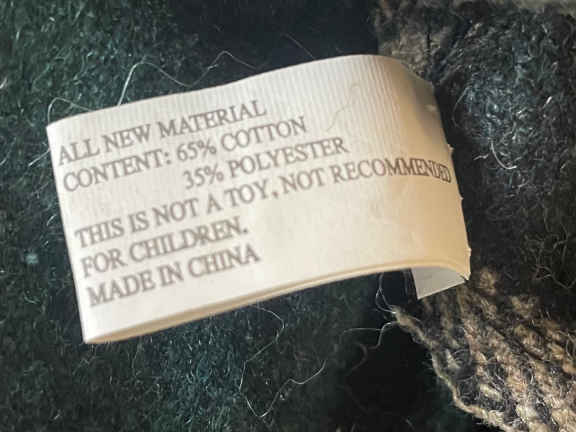 ALL NEW MATERIAL
CONTENT: 65% COTTON
35% POLYESTER
THIS IS NOT A TOY, NOT RECOMMENDED
FOR CHILDREN.
MADE IN CHINA